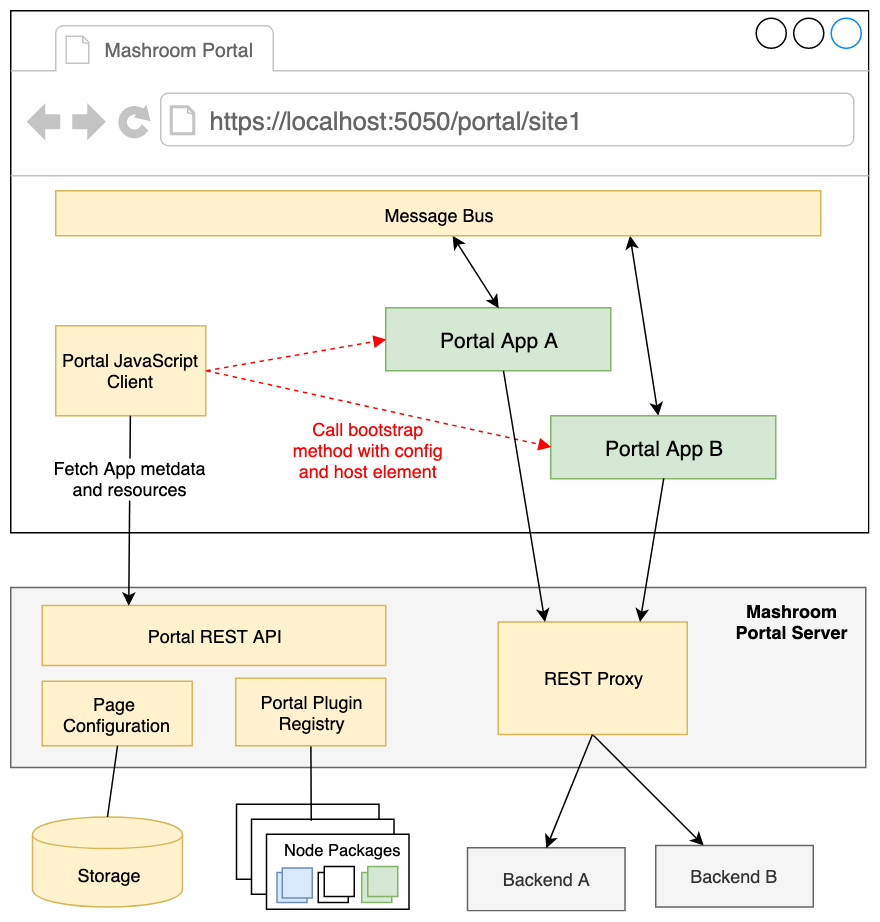 Mashroom Portal
https://localhost:5050/portal/site1
Message Bus
Portal App A
Portal JavaScript
Client
Call bootstrap
method with config
and host element
Portal App B
Fetch App metdata
and resources
Mashroom
Portal Server
Portal REST API
REST Proxy
Page
Configuration
Portal Plugin
Registry
Storage
Node Packages
Backend A
Backend B